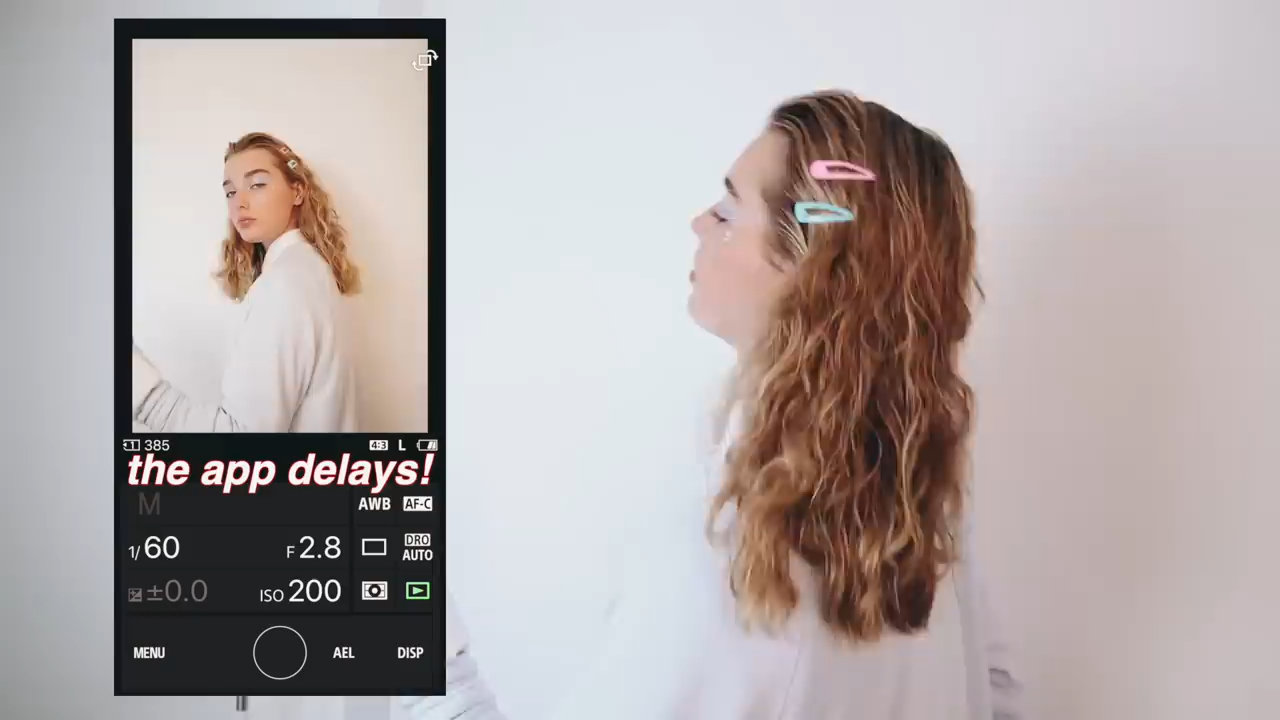 1 385 4:3 L
the app delays!
M AWB AF-C
1/60 F2.8 DRO AUTO
±0.0 ISO 200
MENU AEL DISP